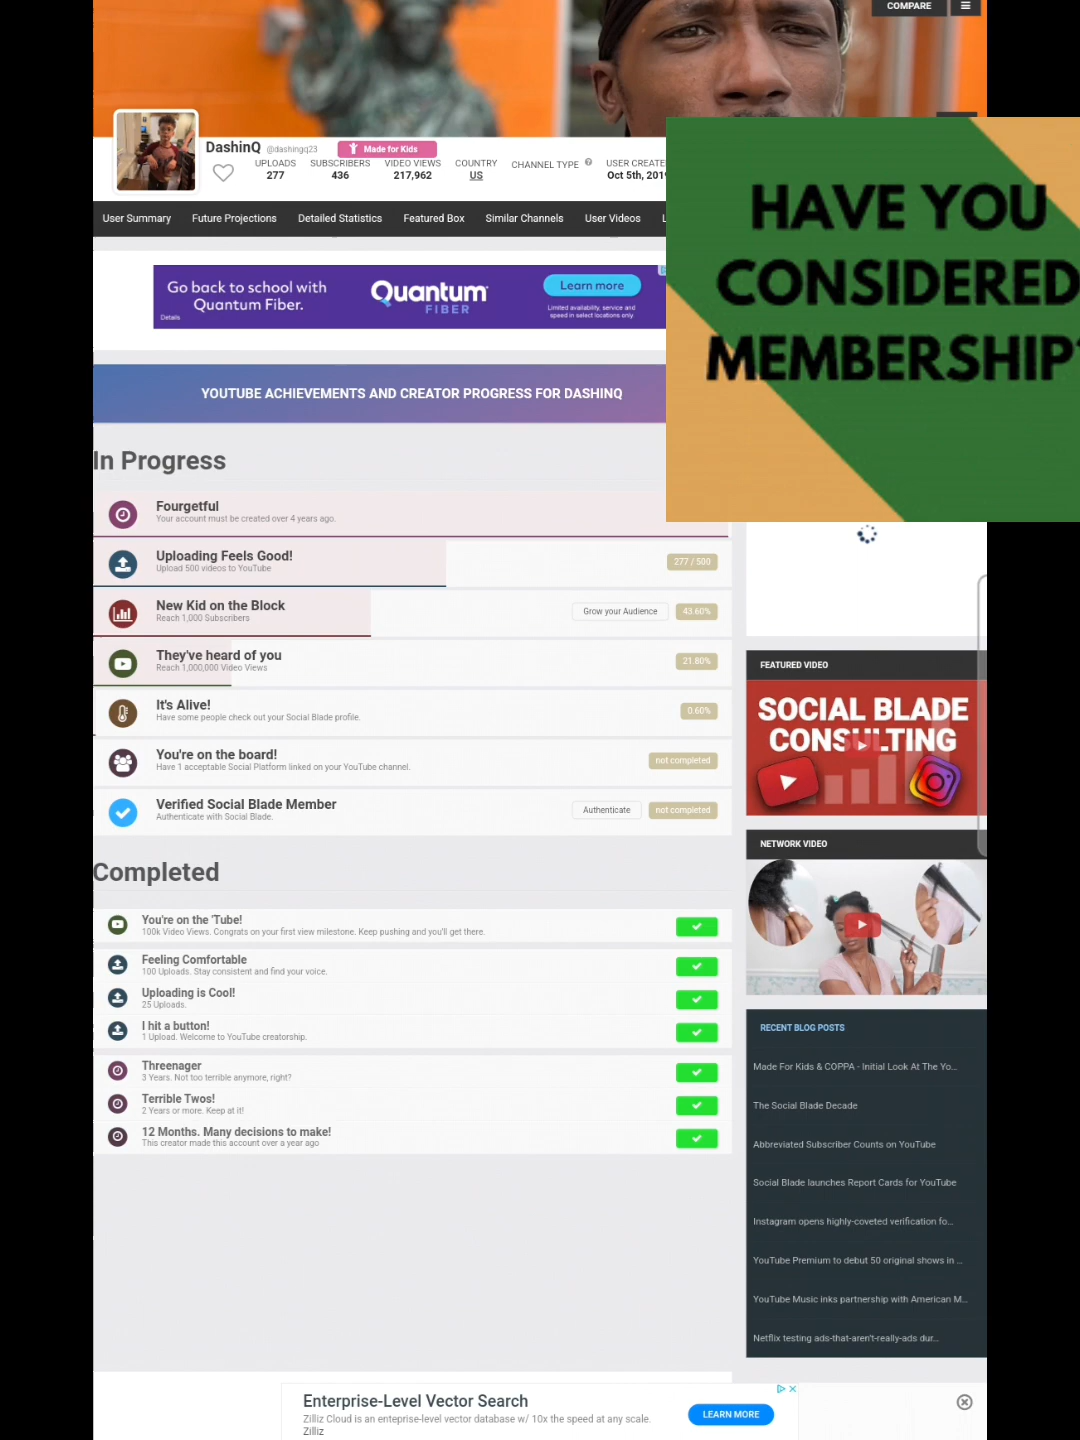 COMPARE
DashinQ @dashingq23 Made for Kids
UPLOADS SUBSCRIBERS VIDEO VIEWS COUNTRY CHANNEL TYPE
277 436 217,962 US Oct 5th,
User Summary Future Projections Detailed Statistics Featured Box Similar Channels User Videos
HAVE YOU
CONSIDERED
MEMBERSHIP?
Go back to school with
Quantum Fiber.
Details
Quantum
FIBER
Learn more
Limited availability, service and
speed in select locations only.
YOUTUBE ACHIEVEMENTS AND CREATOR PROGRESS FOR DASHINQ
In Progress
Fourgetful
Your account must be created over 4 years ago.
Uploading Feels Good!
Upload 500 videos to YouTube
277 / 500
New Kid on the Block
Reach 1,000 Subscribers
Grow your Audience 43.60%
They've heard of you
Reach 1,000,000 Video Views
21.80%
It's Alive!
Have some people check out your Social Blade profile.
0.60%
You're on the board!
Have 1 acceptable Social Platform linked on your YouTube channel.
not completed
Verified Social Blade Member
Authenticate with Social Blade.
Authenticate not completed
Completed
You're on the 'Tube!
100k Video Views. Congrats on your first view milestone. Keep pushing and you'll get there.
Feeling Comfortable
100 Uploads. Stay consistent and find your voice.
Uploading is Cool!
25 Uploads.
I hit a button!
1 Upload. Welcome to YouTube creatorship.
Threenager
3 Years. Not too terrible anymore, right?
Terrible Twos!
2 Years or more. Keep at it!
12 Months. Many decisions to make!
This creator made this account over a year ago
FEATURED VIDEO
SOCIAL BLADE
CONSULTING
NETWORK VIDEO
RECENT BLOG POSTS
Made For Kids & COPPA - Initial Look At The Yo...
The Social Blade Decade
Abbreviated Subscriber Counts on YouTube
Social Blade launches Report Cards for YouTube
Instagram opens highly-coveted verification fo...
YouTube Premium to debut 50 original shows in ...
YouTube Music inks partnership with American M...
Netflix testing ads-that-aren't-really-ads dur...
Enterprise-Level Vector Search
Zilliz Cloud is an enteprise-level vector database w/ 10x the speed at any scale.
Zilliz
LEARN MORE